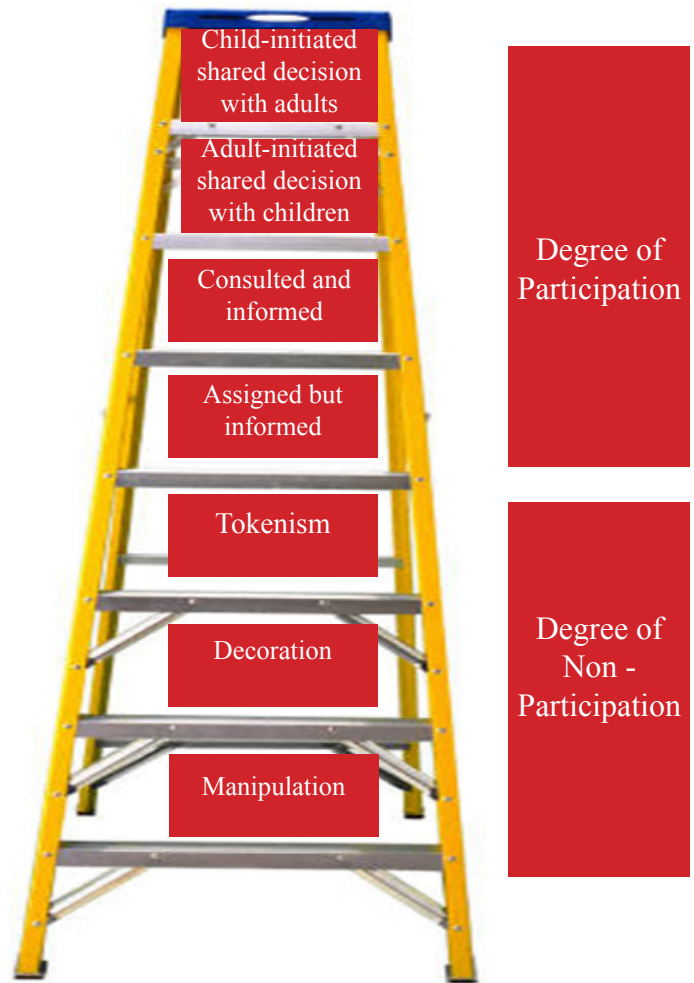 Child-initiated
shared decision
with adults
Adult-initiated
shared decision
with children
Consulted and
informed
Assigned but
informed
Tokenism
Decoration
Manipulation
Degree of
Participation
Degree of
Non -
Participation